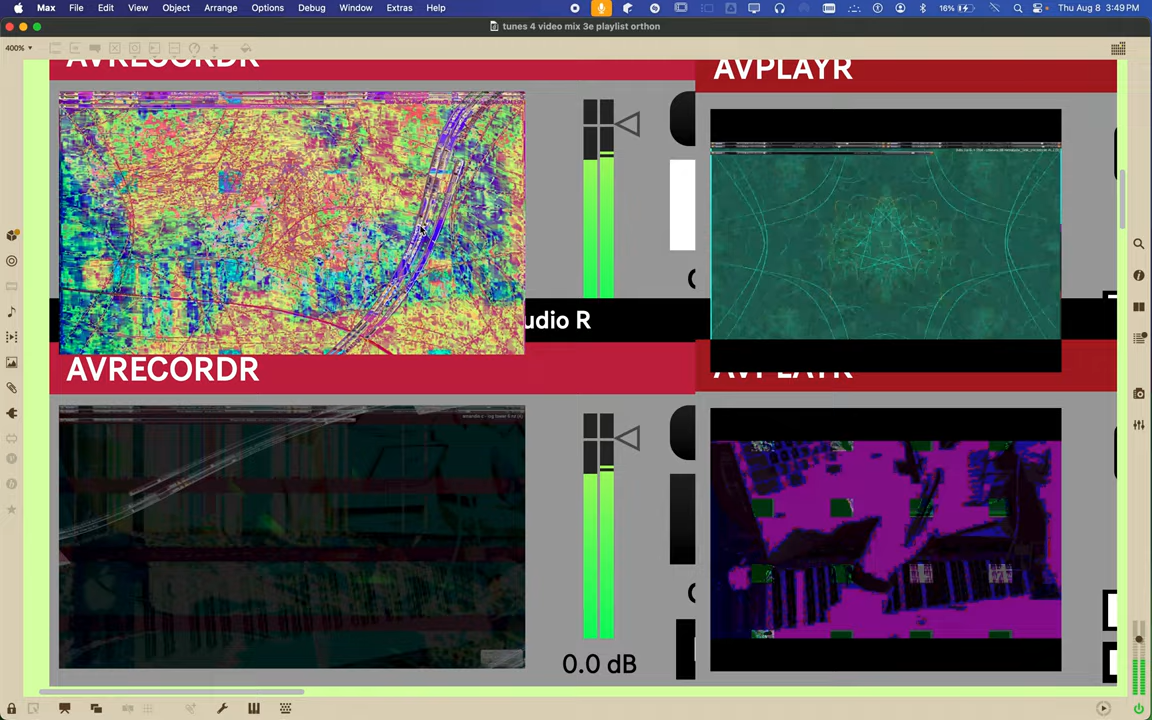 Max File Edit View Object Arrange Options Debug Window Extras Help
16% Thu Aug 8 3:49 PM
tunes 4 video mix 3e playlist orthon
400%
AVRECORDR
AVPLAYR
udio R
AVRECORDR
AVPLAYR
0.0 dB